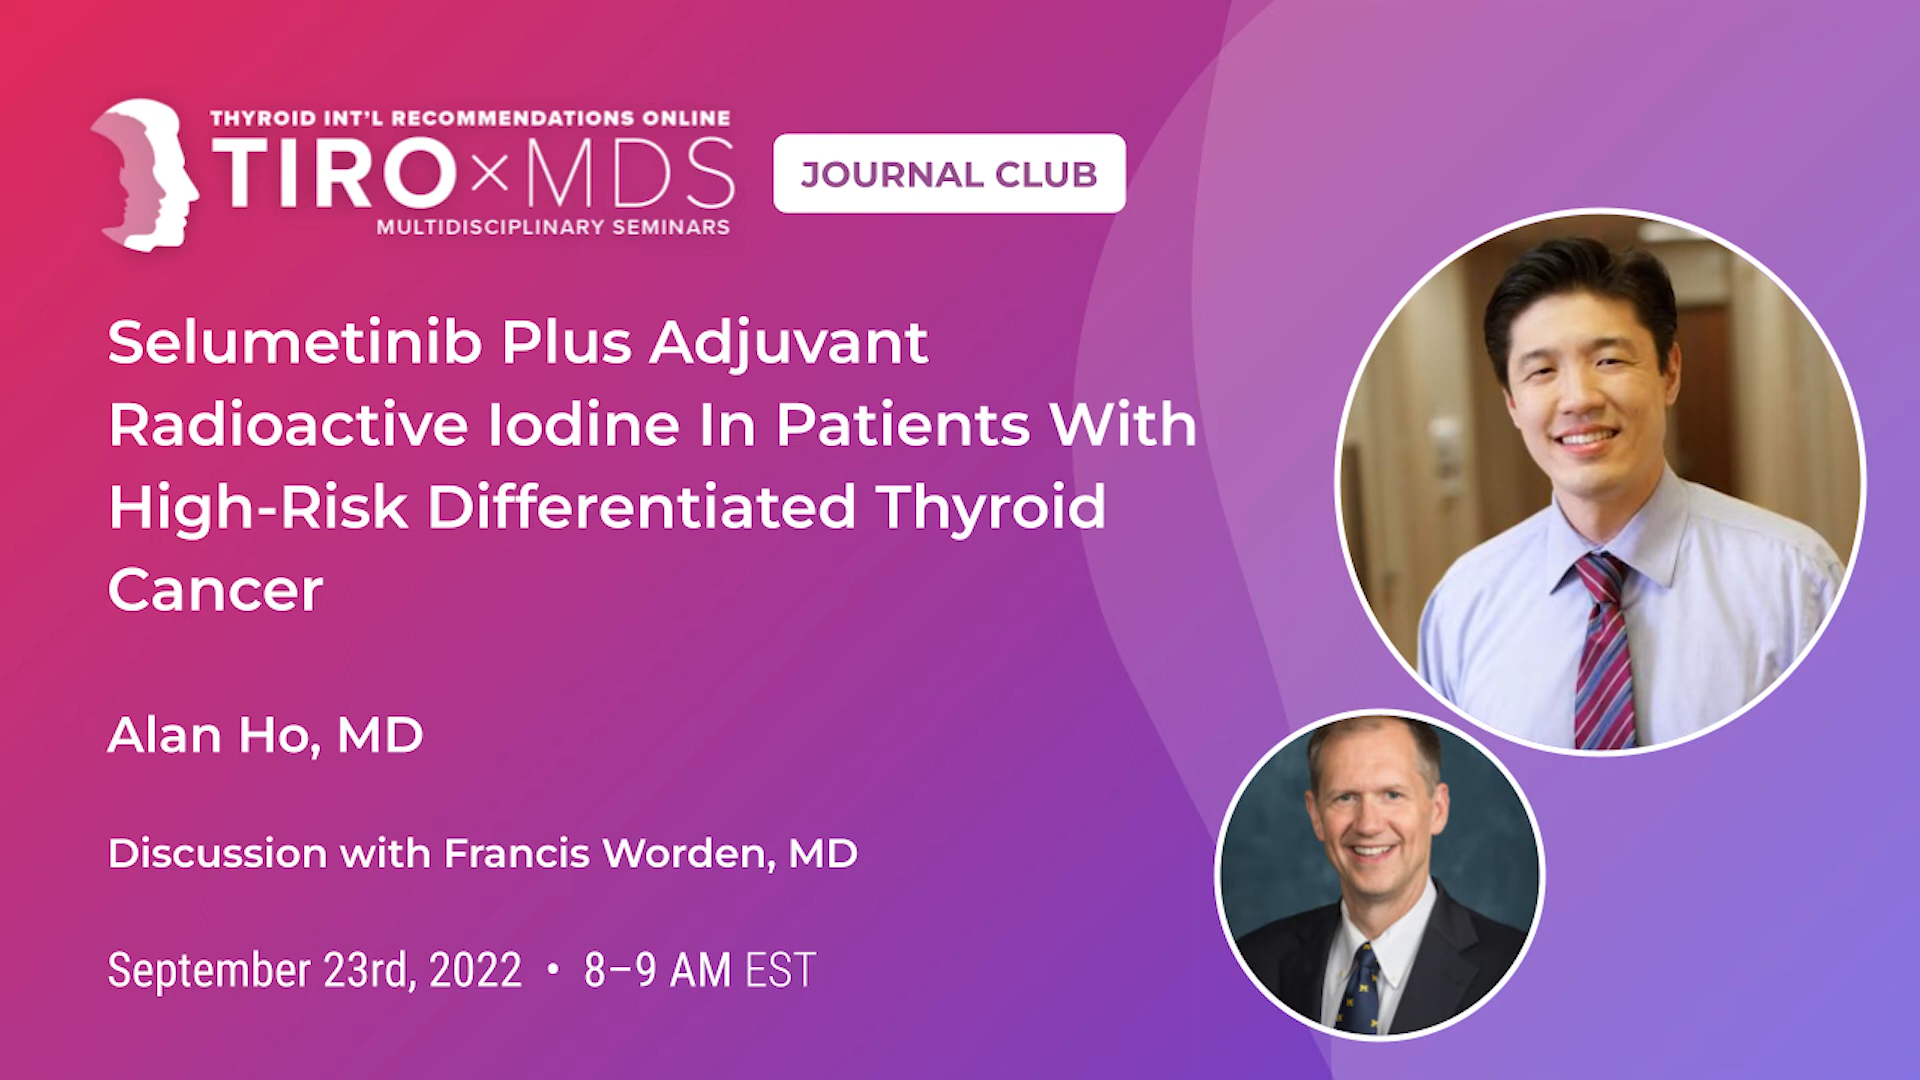 THYROID INT'L RECOMMENDATIONS ONLINE
TIRO×MDS
MULTIDISCIPLINARY SEMINARS
JOURNAL CLUB
Selumetinib Plus Adjuvant
Radioactive Iodine In Patients With
High-Risk Differentiated Thyroid
Cancer
Alan Ho, MD
Discussion with Francis Worden, MD
September 23rd, 2022 • 8–9 AM EST